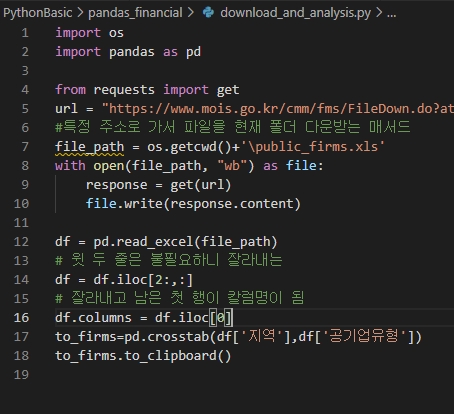 PythonBasic > pandas_financial > download_and_analysis.py > ...
1 import os
2 import pandas as pd
3
4 from requests import get
5 url = "https://www.mois.go.kr/cmm/fms/FileDown.do?at
6 #특정 주소로 가서 파일을 현재 폴더 다운받는 매서드
7 file_path = os.getcwd()+'\public_firms.xls'
8 with open(file_path, "wb") as file:
9 response = get(url)
10 file.write(response.content)
11
12 df = pd.read_excel(file_path)
13 # 윗 두 줄은 불필요하니 잘라내는
14 df = df.iloc[2:,:]
15 # 잘라내고 남은 첫 행이 칼럼명이 됨
16 df.columns = df.iloc[0]
17 to_firms=pd.crosstab(df['지역'],df['공기업유형'])
18 to_firms.to_clipboard()
19